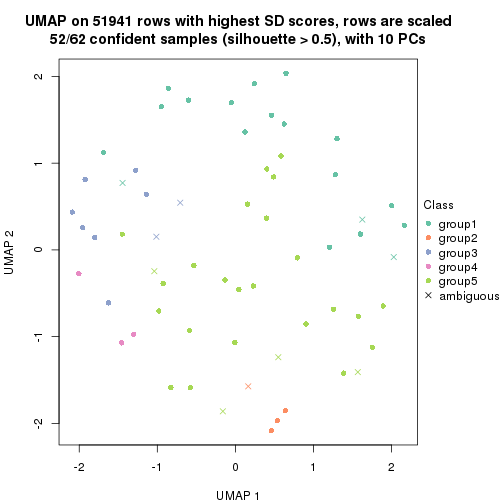 UMAP on 51941 rows with highest SD scores, rows are scaled
52/62 confident samples (silhouette > 0.5), with 10 PCs
2
1
0
-1
-2
UMAP 2
-2
-1
0
1
2
UMAP 1
Class
group1
group2
group3
group4
group5
ambiguous